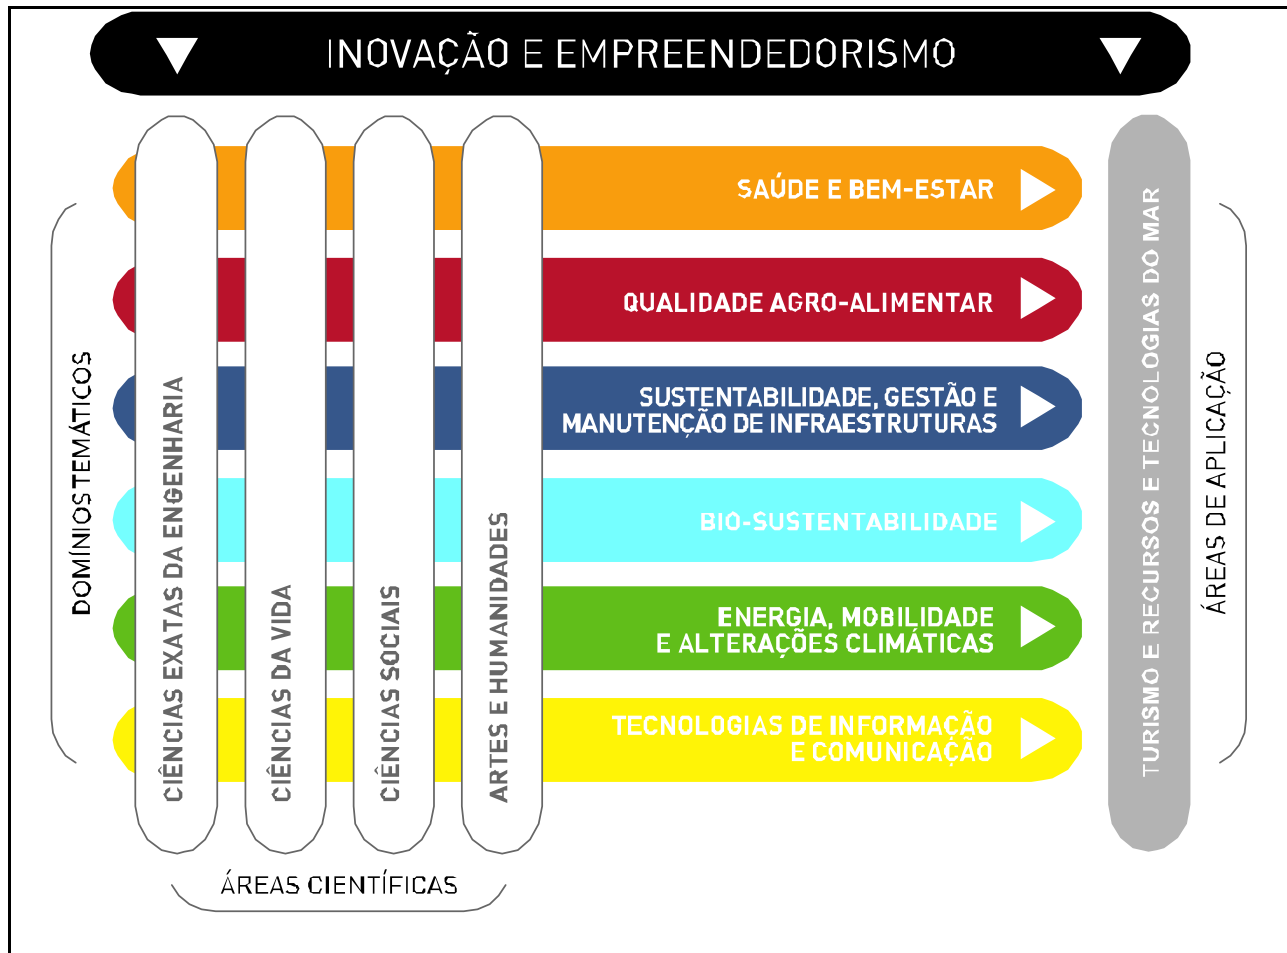 INOVAÇÃO E EMPREENDEDORISMO
SAÚDE E BEM-ESTAR
QUALIDADE AGRO-ALIMENTAR
SUSTENTABILIDADE, GESTÃO E
MANUTENÇÃO DE INFRAESTRUTURAS
BIO-SUSTENTABILIDADE
ENERGIA, MOBILIDADE
E ALTERAÇÕES CLIMÁTICAS
TECNOLOGIAS DE INFORMAÇÃO
E COMUNICAÇÃO
DOMÍNIOSTEMÁTICOS
CIÊNCIAS EXATAS DA ENGENHARIA
CIÊNCIAS DA VIDA
CIÊNCIAS SOCIAIS
ARTES E HUMANIDADES
TURISMO E RECURSOS E TECNOLOGIAS DO MAR
ÁREAS DE APLICAÇÃO
ÁREAS CIENTÍFICAS